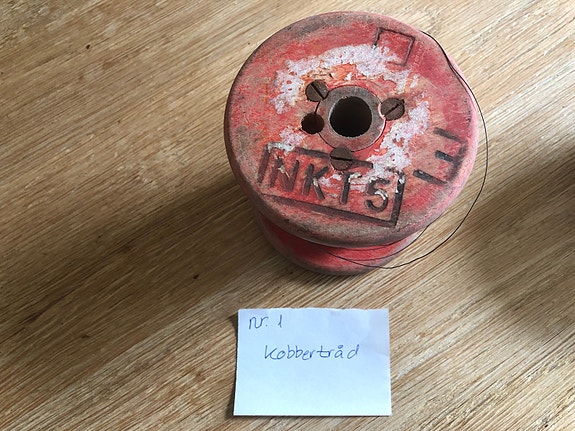 NKTS
nr. 1
Kobbertråd